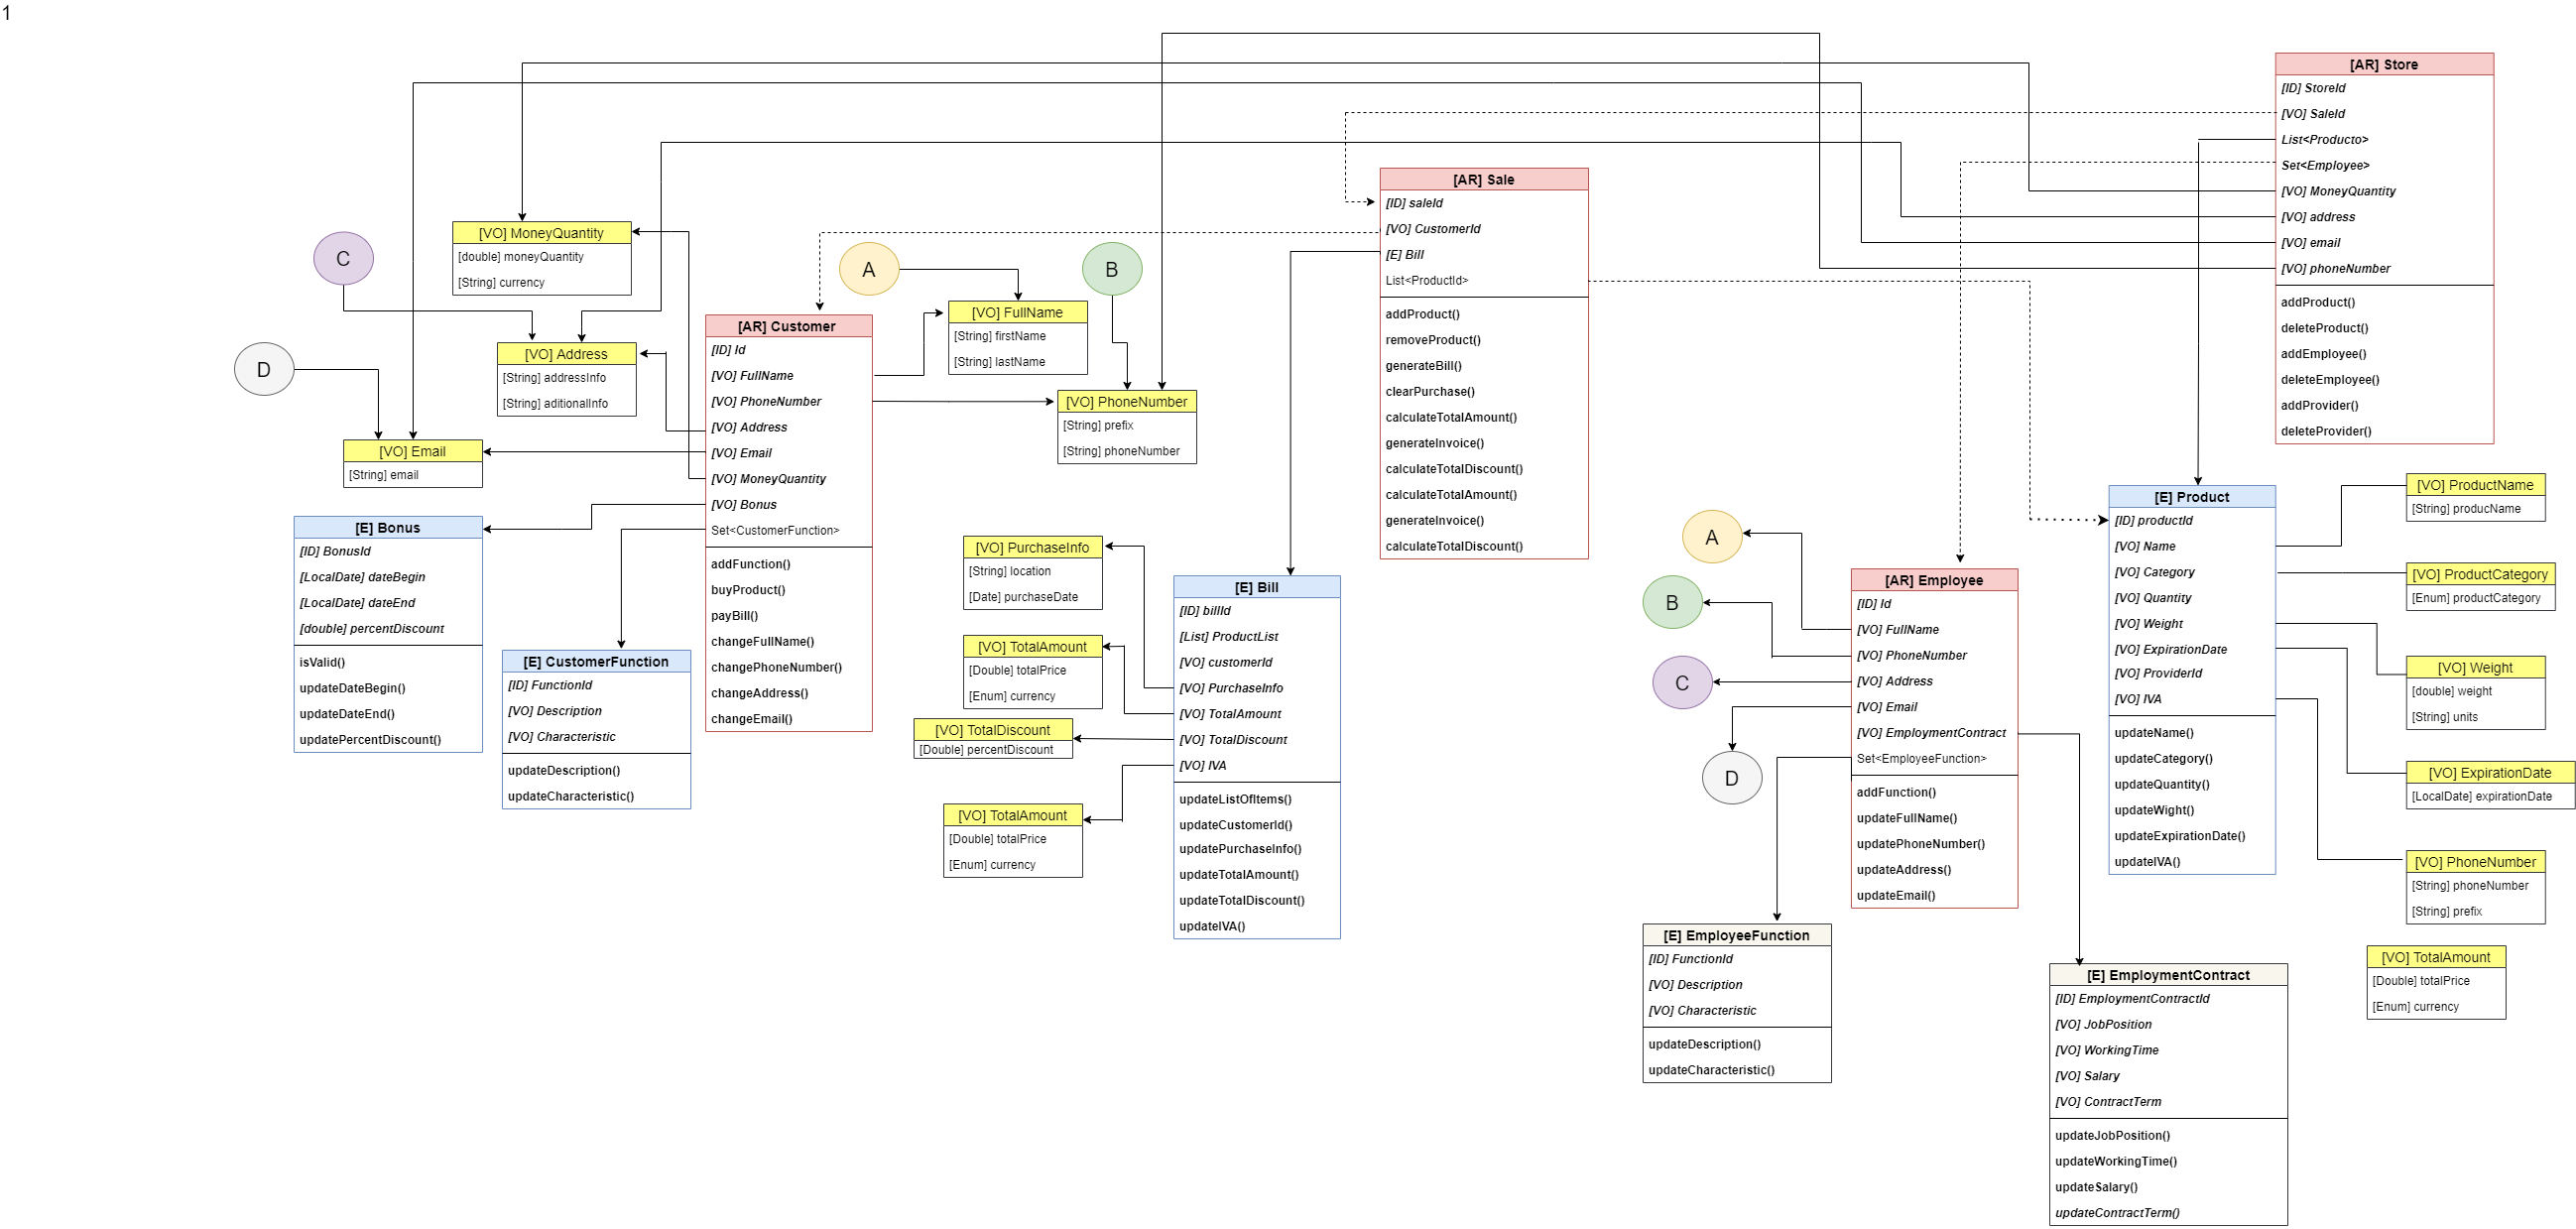 1
[AR] Store
[ID] StoreId
[VO] SaleId
List<Producto>
Set<Employee>
[VO] MoneyQuantity
[VO] address
[VO] email
[VO] phoneNumber
addProduct()
deleteProduct()
addEmployee()
deleteEmployee()
addProvider()
deleteProvider()
[AR] Sale
[ID] saleId
[VO] CustomerId
[E] Bill
List<ProductId>
addProduct()
removeProduct()
generateBill()
clearPurchase()
calculateTotalAmount()
generateInvoice()
calculateTotalDiscount()
calculateTotalAmount()
generateInvoice()
calculateTotalDiscount()
[VO] MoneyQuantity
[double] moneyQuantity
[String] currency
C
A
B
D
[VO] FullName
[String] firstName
[String] lastName
[VO] Address
[String] addressInfo
[String] aditionalInfo
[VO] PhoneNumber
[String] prefix
[String] phoneNumber
[VO] Email
[String] email
[AR] Customer
[ID] Id
[VO] FullName
[VO] PhoneNumber
[VO] Address
[VO] Email
[VO] MoneyQuantity
[VO] Bonus
Set<CustomerFunction>
addFunction()
buyProduct()
payBill()
changeFullName()
changePhoneNumber()
changeAddress()
changeEmail()
[E] Bonus
[ID] BonusId
[LocalDate] dateBegin
[LocalDate] dateEnd
[double] percentDiscount
isValid()
updateDateBegin()
updateDateEnd()
updatePercentDiscount()
[E] CustomerFunction
[ID] FunctionId
[VO] Description
[VO] Characteristic
updateDescription()
updateCharacteristic()
[VO] PurchaseInfo
[String] location
[Date] purchaseDate
[VO] TotalAmount
[Double] totalPrice
[Enum] currency
[VO] TotalDiscount
[Double] percentDiscount
[VO] TotalAmount
[Double] totalPrice
[Enum] currency
[E] Bill
[ID] billId
[List] ProductList
[VO] customerId
[VO] PurchaseInfo
[VO] TotalAmount
[VO] TotalDiscount
[VO] IVA
updateListOfItems()
updateCustomerId()
updatePurchaseInfo()
updateTotalAmount()
updateTotalDiscount()
updateIVA()
A
B
C
D
[AR] Employee
[ID] Id
[VO] FullName
[VO] PhoneNumber
[VO] Address
[VO] Email
[VO] EmploymentContract
Set<EmployeeFunction>
addFunction()
updateFullName()
updatePhoneNumber()
updateAddress()
updateEmail()
[E] EmployeeFunction
[ID] FunctionId
[VO] Description
[VO] Characteristic
updateDescription()
updateCharacteristic()
[E] EmploymentContract
[ID] EmploymentContractId
[VO] JobPosition
[VO] WorkingTime
[VO] Salary
[VO] ContractTerm
updateJobPosition()
updateWorkingTime()
updateSalary()
updateContractTerm()
[E] Product
[ID] productId
[VO] Name
[VO] Category
[VO] Quantity
[VO] Weight
[VO] ExpirationDate
[VO] ProviderId
[VO] IVA
updateName()
updateCategory()
updateQuantity()
updateWight()
updateExpirationDate()
updateIVA()
[VO] ProductName
[String] producName
[VO] ProductCategory
[Enum] productCategory
[VO] Weight
[double] weight
[String] units
[VO] ExpirationDate
[LocalDate] expirationDate
[VO] PhoneNumber
[String] phoneNumber
[String] prefix
[VO] TotalAmount
[Double] totalPrice
[Enum] currency